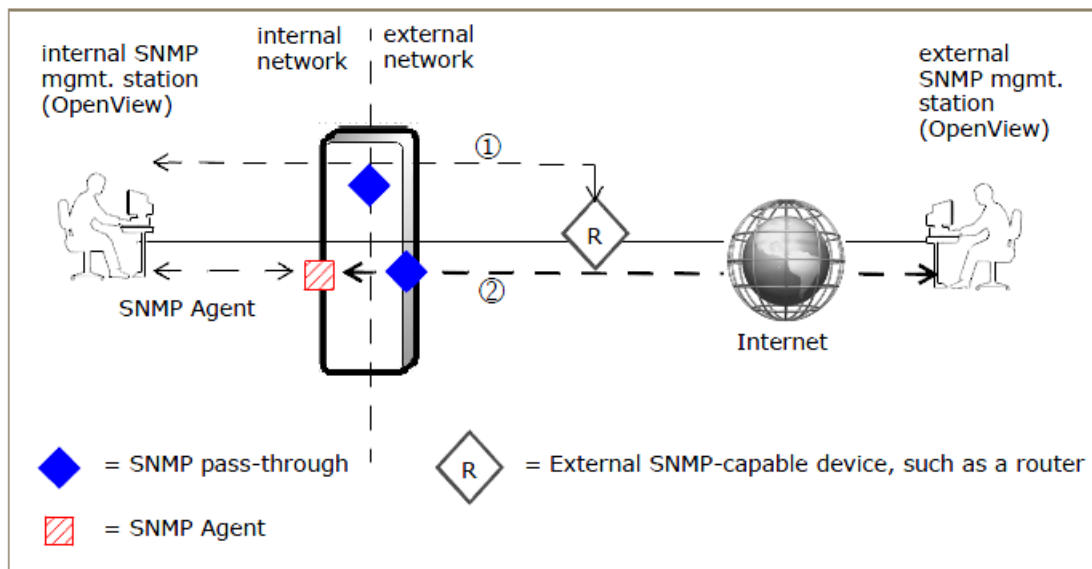 internal SNMP
mgmt. station
(OpenView)
internal
network
external
network
external
SNMP mgmt.
station
(OpenView)
①
R
②
SNMP Agent
Internet
= SNMP pass-through
R
= External SNMP-capable device, such as a router
= SNMP Agent